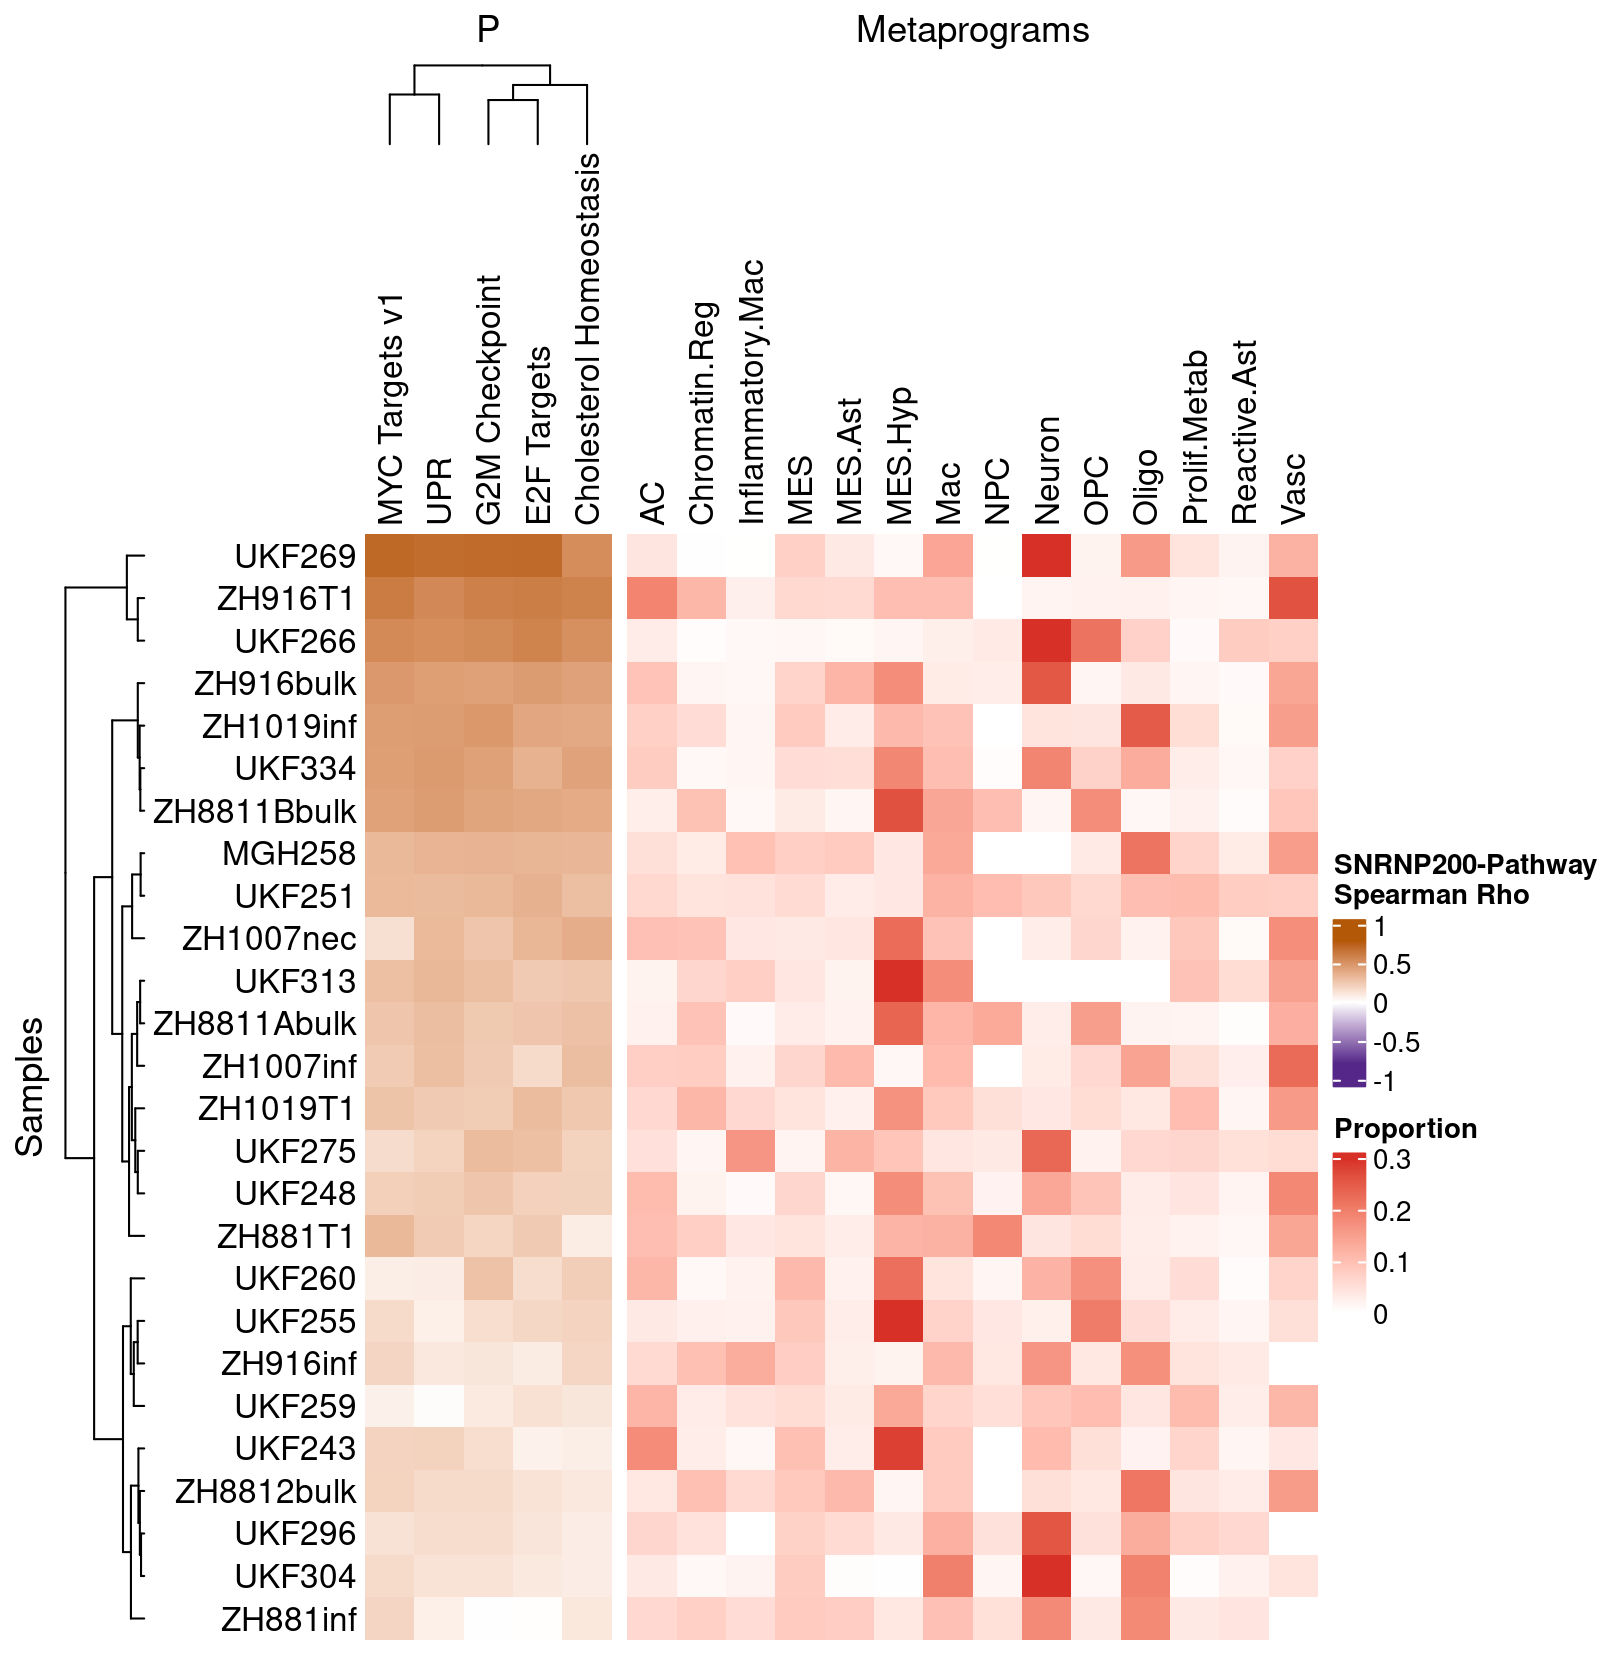 P
Metaprograms
MYC Targets v1
UPR
G2M Checkpoint
E2F Targets
Cholesterol Homeostasis
AC
Chromatin.Reg
Inflammatory.Mac
MES
MES.Ast
MES.Hyp
Mac
NPC
Neuron
OPC
Oligo
Prolif.Metab
Reactive.Ast
Vasc
Samples
UKF269
ZH916T1
UKF266
ZH916bulk
ZH1019inf
UKF334
ZH8811Bbulk
MGH258
UKF251
ZH1007nec
UKF313
ZH8811Abulk
ZH1007inf
ZH1019T1
UKF275
UKF248
ZH881T1
UKF260
UKF255
ZH916inf
UKF259
UKF243
ZH8812bulk
UKF296
UKF304
ZH881inf
SNRNP200-Pathway
Spearman Rho
1
0.5
0
-0.5
-1
Proportion
0.3
0.2
0.1
0